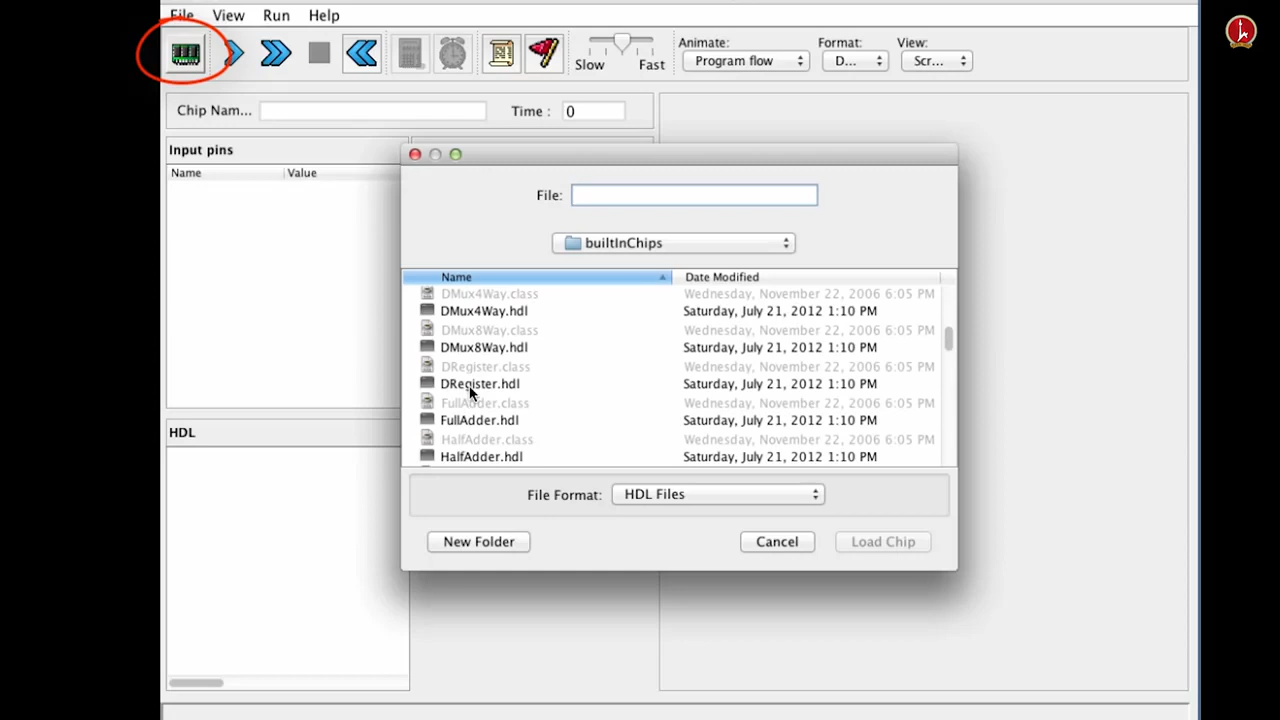 File View Run Help
Slow Fast
Animate: Format: View:
Program flow D... Scr...
Chip Nam... Time : 0
Input pins
Name Value
File:
builtInChips
Name Date Modified
DMux4Way.class Wednesday, November 22, 2006 6:05 PM
DMux4Way.hdl Saturday, July 21, 2012 1:10 PM
DMux8Way.class Wednesday, November 22, 2006 6:05 PM
DMux8Way.hdl Saturday, July 21, 2012 1:10 PM
DRegister.class Wednesday, November 22, 2006 6:05 PM
DRegister.hdl Saturday, July 21, 2012 1:10 PM
FullAdder.class Wednesday, November 22, 2006 6:05 PM
FullAdder.hdl Saturday, July 21, 2012 1:10 PM
HalfAdder.class Wednesday, November 22, 2006 6:05 PM
HalfAdder.hdl Saturday, July 21, 2012 1:10 PM
HDL
File Format: HDL Files
New Folder Cancel Load Chip